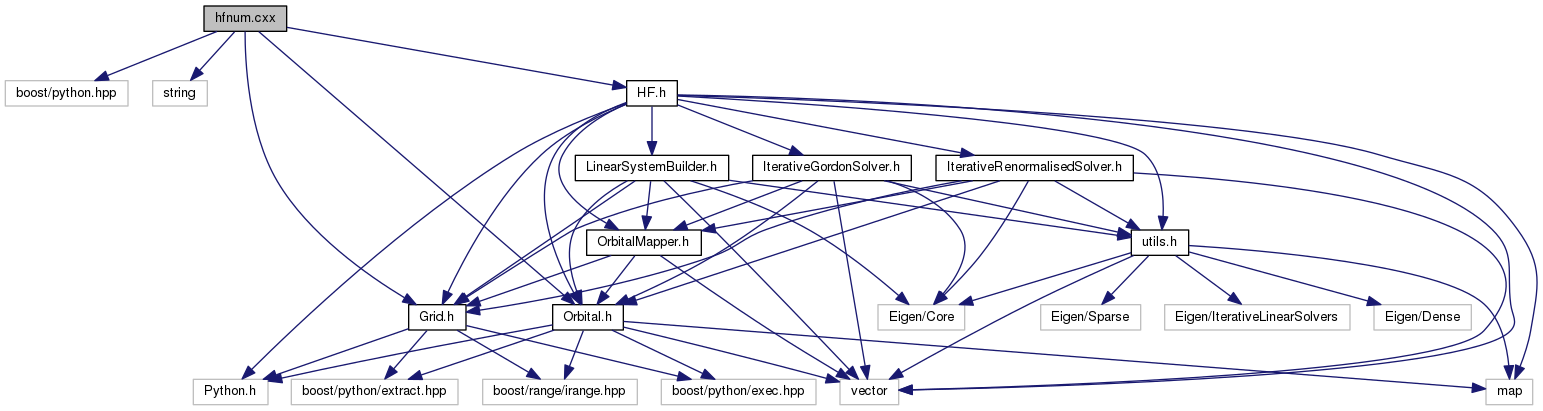 hfnum.cxx
boost/python.hpp
string
HF.h
LinearSystemBuilder.h
IterativeGordonSolver.h
IterativeRenormalisedSolver.h
OrbitalMapper.h
utils.h
Grid.h
Orbital.h
Eigen/Core
Eigen/Sparse
Eigen/IterativeLinearSolvers
Eigen/Dense
Python.h
boost/python/extract.hpp
boost/range/irange.hpp
boost/python/exec.hpp
vector
map